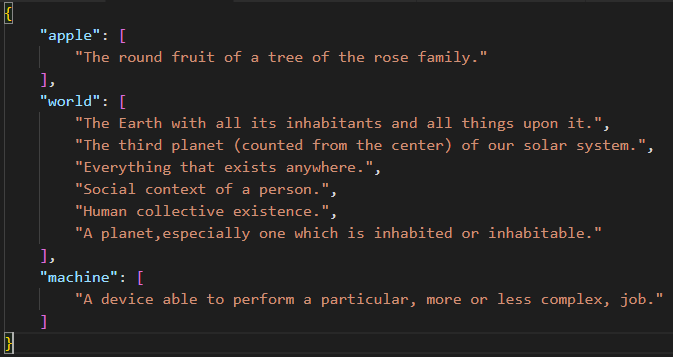 {
"apple": [
"The round fruit of a tree of the rose family."
],
"world": [
"The Earth with all its inhabitants and all things upon it.",
"The third planet (counted from the center) of our solar system.",
"Everything that exists anywhere.",
"Social context of a person.",
"Human collective existence.",
"A planet,especially one which is inhabited or inhabitable."
],
"machine": [
"A device able to perform a particular, more or less complex, job."
]
}